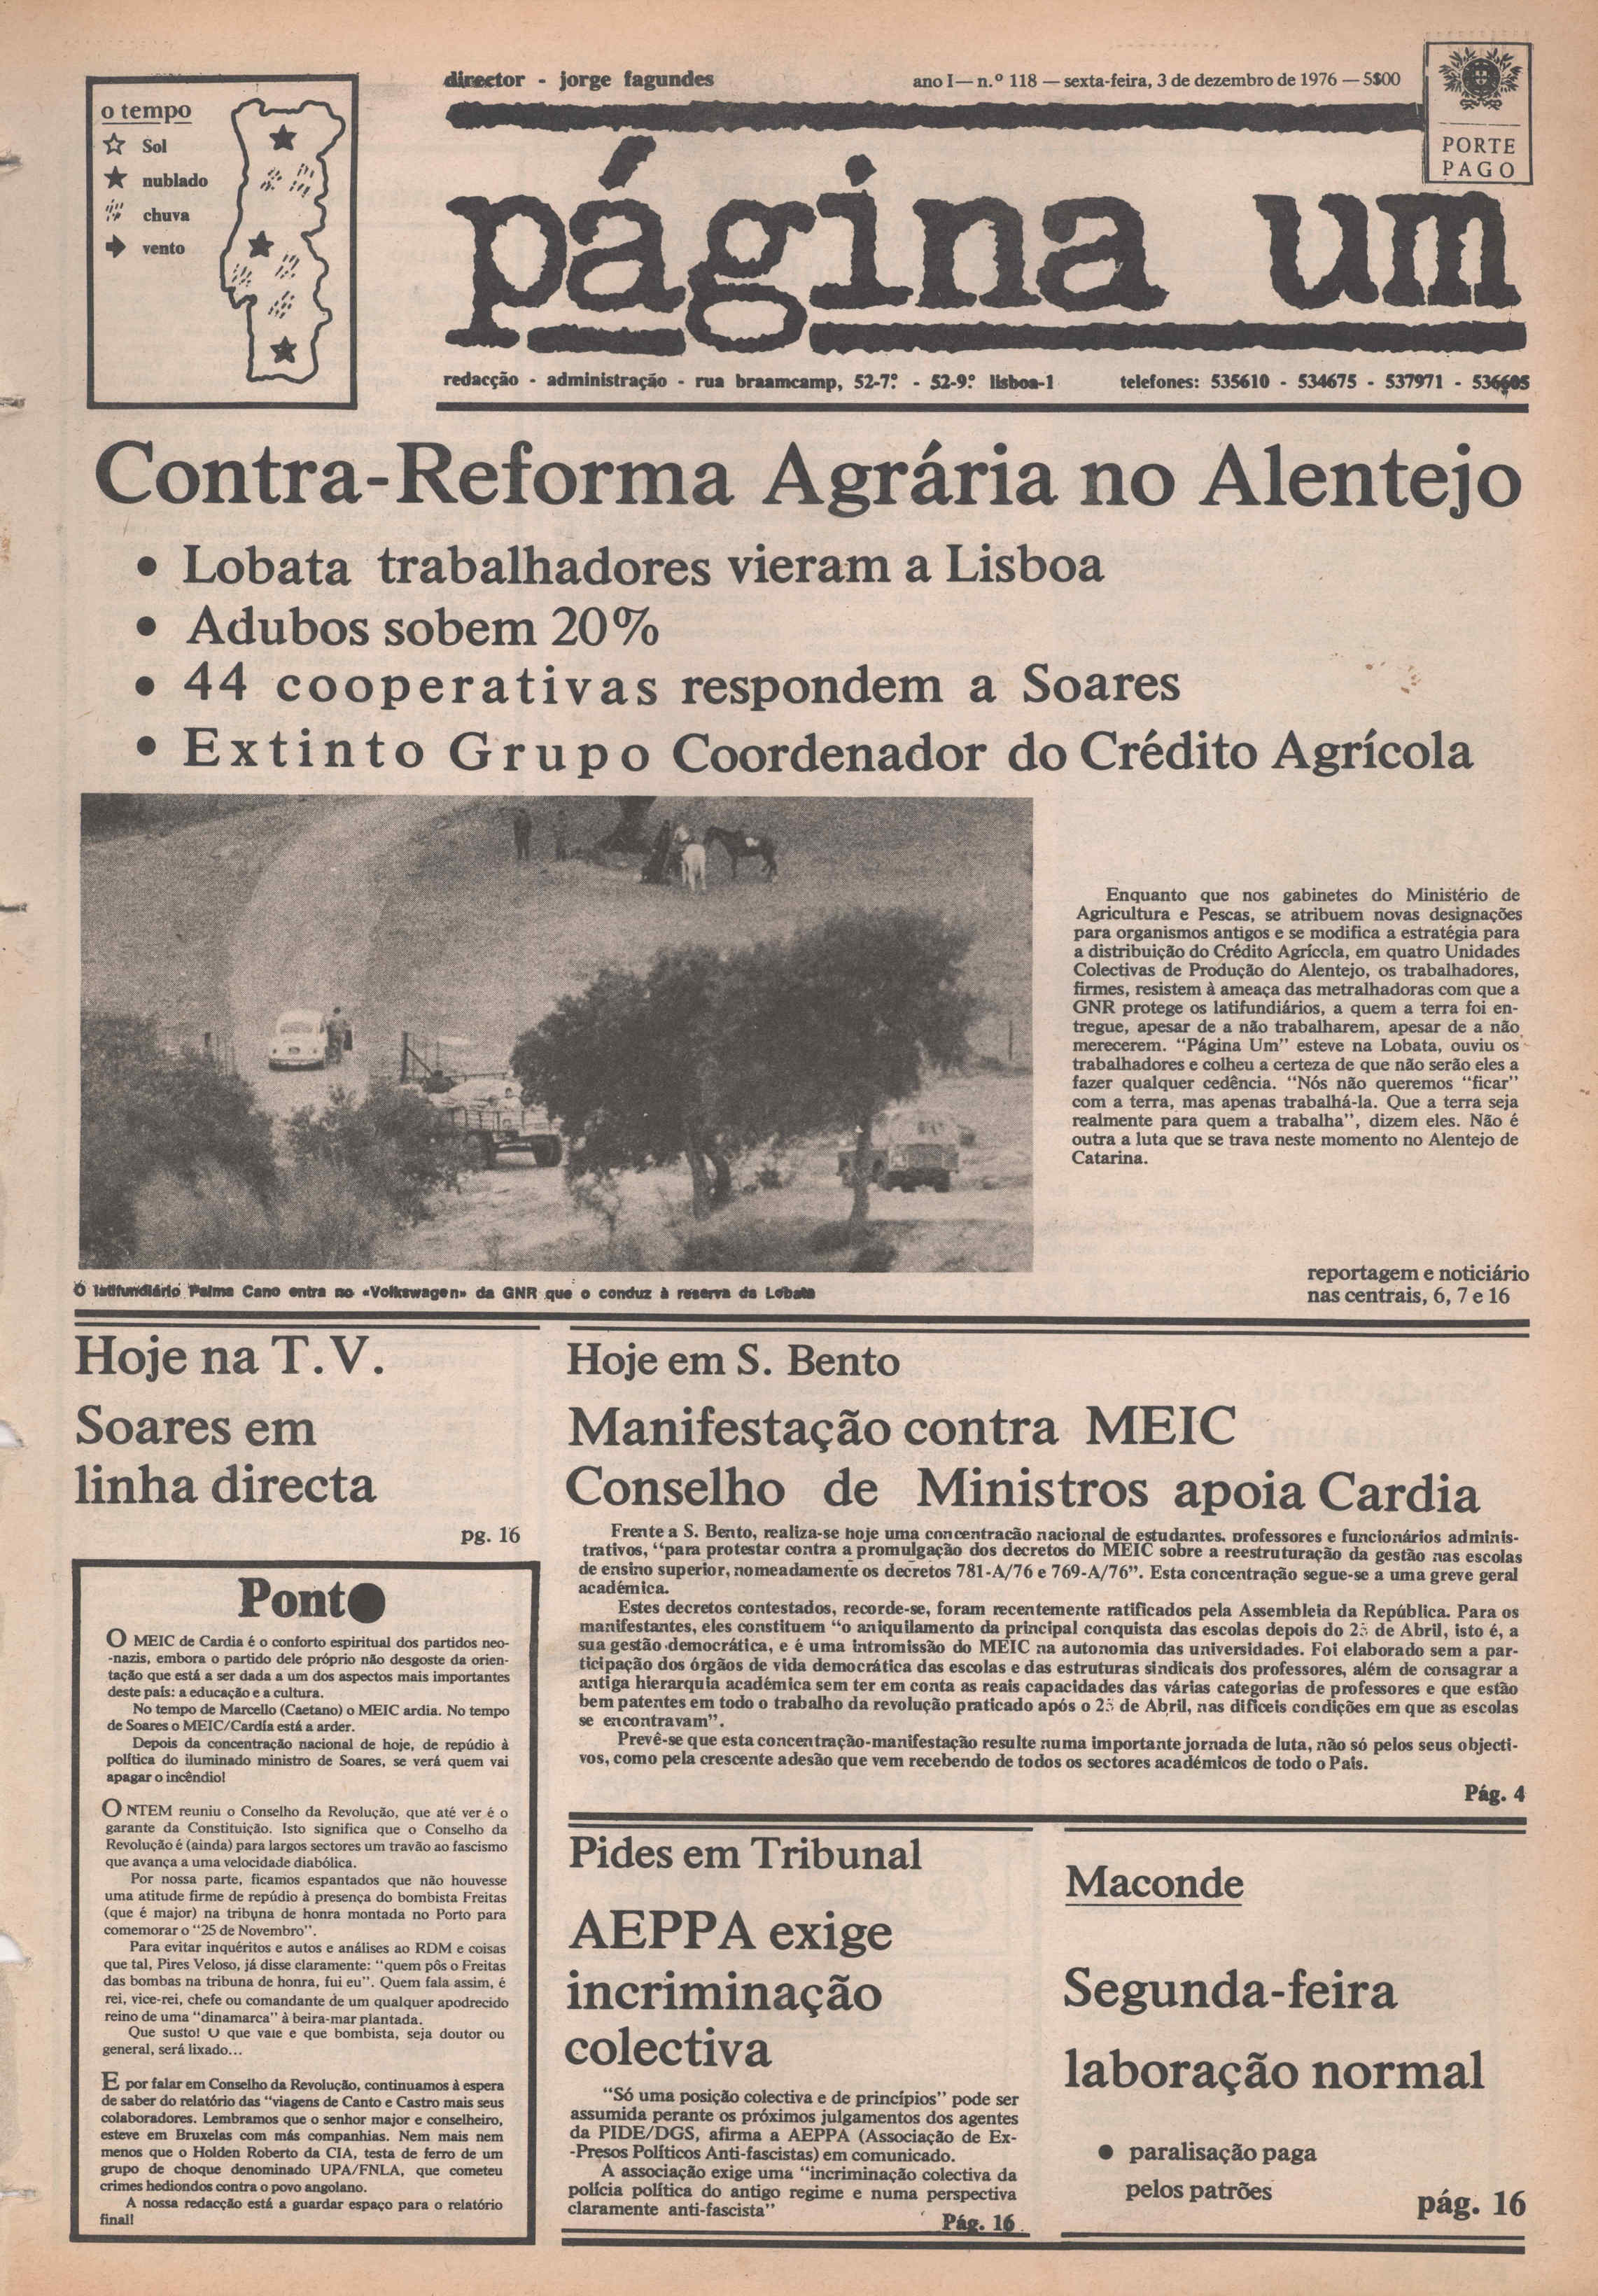 o tempo
Sol
nublado
chuva
vento
director - jorge fagundes
ano I — n.º 118 — sexta-feira, 3 de dezembro de 1976 — 5$00
PORTE
PAGO
página um
redacção - administração - rua braamcamp, 52-7.º - 52-9.º lisboa-1 telefones: 535610 - 534675 - 537971 - 536605
Contra-Reforma Agrária no Alentejo
• Lobata trabalhadores vieram a Lisboa
• Adubos sobem 20%
• 44 cooperativas respondem a Soares
• Extinto Grupo Coordenador do Crédito Agrícola
Enquanto que nos gabinetes do Ministério de
Agricultura e Pescas, se atribuem novas designações
para organismos antigos e se modifica a estratégia para
a distribuição do Crédito Agrícola, em quatro Unidades
Colectivas de Produção do Alentejo, os trabalhadores,
firmes, resistem à ameaça das metralhadoras com que a
GNR protege os latifundiários, a quem a terra foi en-
tregue, apesar de a não trabalharem, apesar de a não
merecerem. "Página Um" esteve na Lobata, ouviu os
trabalhadores e colheu a certeza de que não serão eles a
fazer qualquer cedência. "Nós não queremos "ficar"
com a terra, mas apenas trabalhá-la. Que a terra seja
realmente para quem a trabalha", dizem eles. Não é
outra a luta que se trava neste momento no Alentejo de
Catarina.
reportagem e noticiário
nas centrais, 6, 7 e 16
O latifundiário Palma Cano entra no «Volkswagen» da GNR que o conduz à reserva da Lobata
Hoje na T.V.
Soares em
linha directa
pg. 16
Ponto
O MEIC de Cardia é o conforto espiritual dos partidos neo-
-nazis, embora o partido dele próprio não desgoste da orien-
tação que está a ser dada a um dos aspectos mais importantes
deste país: a educação e a cultura.
No tempo de Marcello (Caetano) o MEIC ardia. No tempo
de Soares o MEIC/Cardía está a arder.
Depois da concentração nacional de hoje, de repúdio à
política do iluminado ministro de Soares, se verá quem vai
apagar o incêndio!
ONTEM reuniu o Conselho da Revolução, que até ver é o
garante da Constituição. Isto significa que o Conselho da
Revolução é (ainda) para largos sectores um travão ao fascismo
que avança a uma velocidade diabólica.
Por nossa parte, ficamos espantados que não houvesse
uma atitude firme de repúdio à presença do bombista Freitas
(que é major) na tribuna de honra montada no Porto para
comemorar o "25 de Novembro".
Para evitar inquéritos e autos e análises ao RDM e coisas
que tal, Pires Veloso, já disse claramente: "quem pôs o Freitas
das bombas na tribuna de honra, fui eu". Quem fala assim, é
rei, vice-rei, chefe ou comandante de um qualquer apodrecido
reino de uma "dinamarca" à beira-mar plantada.
Que susto! O que vale e que bombista, seja doutor ou
general, será lixado...
E por falar em Conselho da Revolução, continuamos à espera
de saber do relatório das "viagens de Canto e Castro mais seus
colaboradores. Lembramos que o senhor major e conselheiro,
esteve em Bruxelas com más companhias. Nem mais nem
menos que o Holden Roberto da CIA, testa de ferro de um
grupo de choque denominado UPA/FNLA, que cometeu
crimes hediondos contra o povo angolano.
A nossa redacção está a guardar espaço para o relatório
final!
Hoje em S. Bento
Manifestação contra MEIC
Conselho de Ministros apoia Cardia
Frente a S. Bento, realiza-se hoje uma concentração nacional de estudantes, professores e funcionários adminis-
trativos, "para protestar contra a promulgação dos decretos do MEIC sobre a reestruturação da gestão nas escolas
de ensino superior, nomeadamente os decretos 781-A/76 e 769-A/76". Esta concentração segue-se a uma greve geral
académica.
Estes decretos contestados, recorde-se, foram recentemente ratificados pela Assembleia da República. Para os
manifestantes, eles constituem "o aniquilamento da principal conquista das escolas depois do 25 de Abril, isto é, a
sua gestão democrática, e é uma intromissão do MEIC na autonomia das universidades. Foi elaborado sem a par-
ticipação dos órgãos de vida democrática das escolas e das estruturas sindicais dos professores, além de consagrar a
antiga hierarquia académica sem ter em conta as reais capacidades das várias categorias de professores e que estão
bem patentes em todo o trabalho da revolução praticado após o 25 de Abril, nas difíceis condições em que as escolas
se encontravam".
Prevê-se que esta concentração-manifestação resulte numa importante jornada de luta, não só pelos seus objecti-
vos, como pela crescente adesão que vem recebendo de todos os sectores académicos de todo o País.
Pág. 4
Pides em Tribunal
AEPPA exige
incriminação
colectiva
"Só uma posição colectiva e de princípios" pode ser
assumida perante os próximos julgamentos dos agentes
da PIDE/DGS, afirma a AEPPA (Associação de Ex-
-Presos Políticos Anti-fascistas) em comunicado.
A associação exige uma "incriminação colectiva da
polícia política do antigo regime e numa perspectiva
claramente anti-fascista"
Pág. 16
Maconde
Segunda-feira
laboração normal
• paralisação paga
pelos patrões
pág. 16